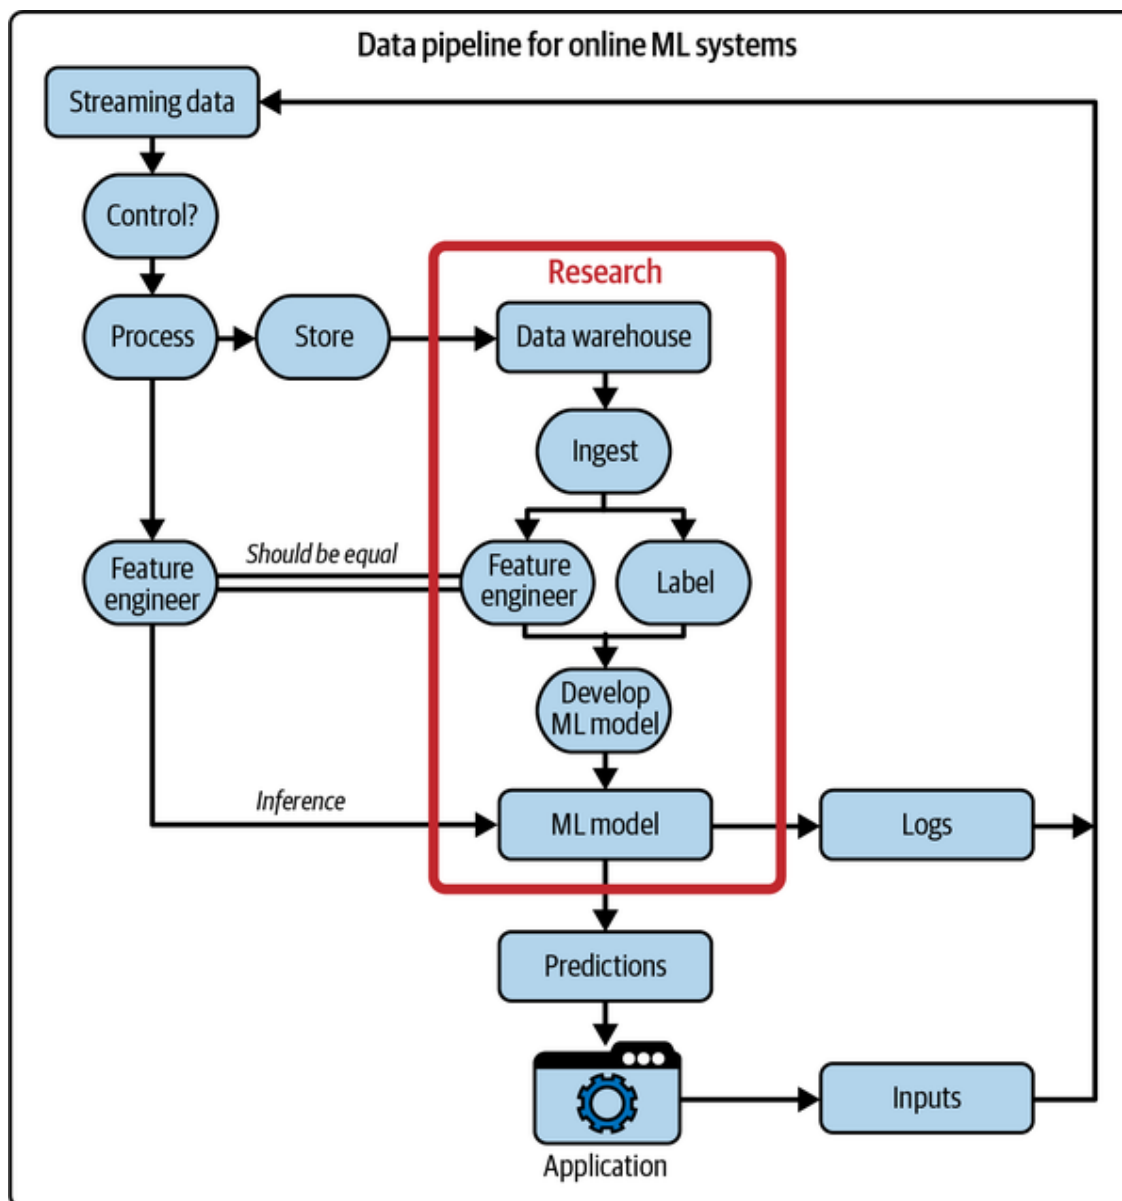 Data pipeline for online ML systems
Streaming data
Control?
Research
Process
Store
Data warehouse
Ingest
Should be equal
Feature
engineer
Feature
engineer
Label
Develop
ML model
Inference
ML model
Logs
Predictions
Inputs
Application